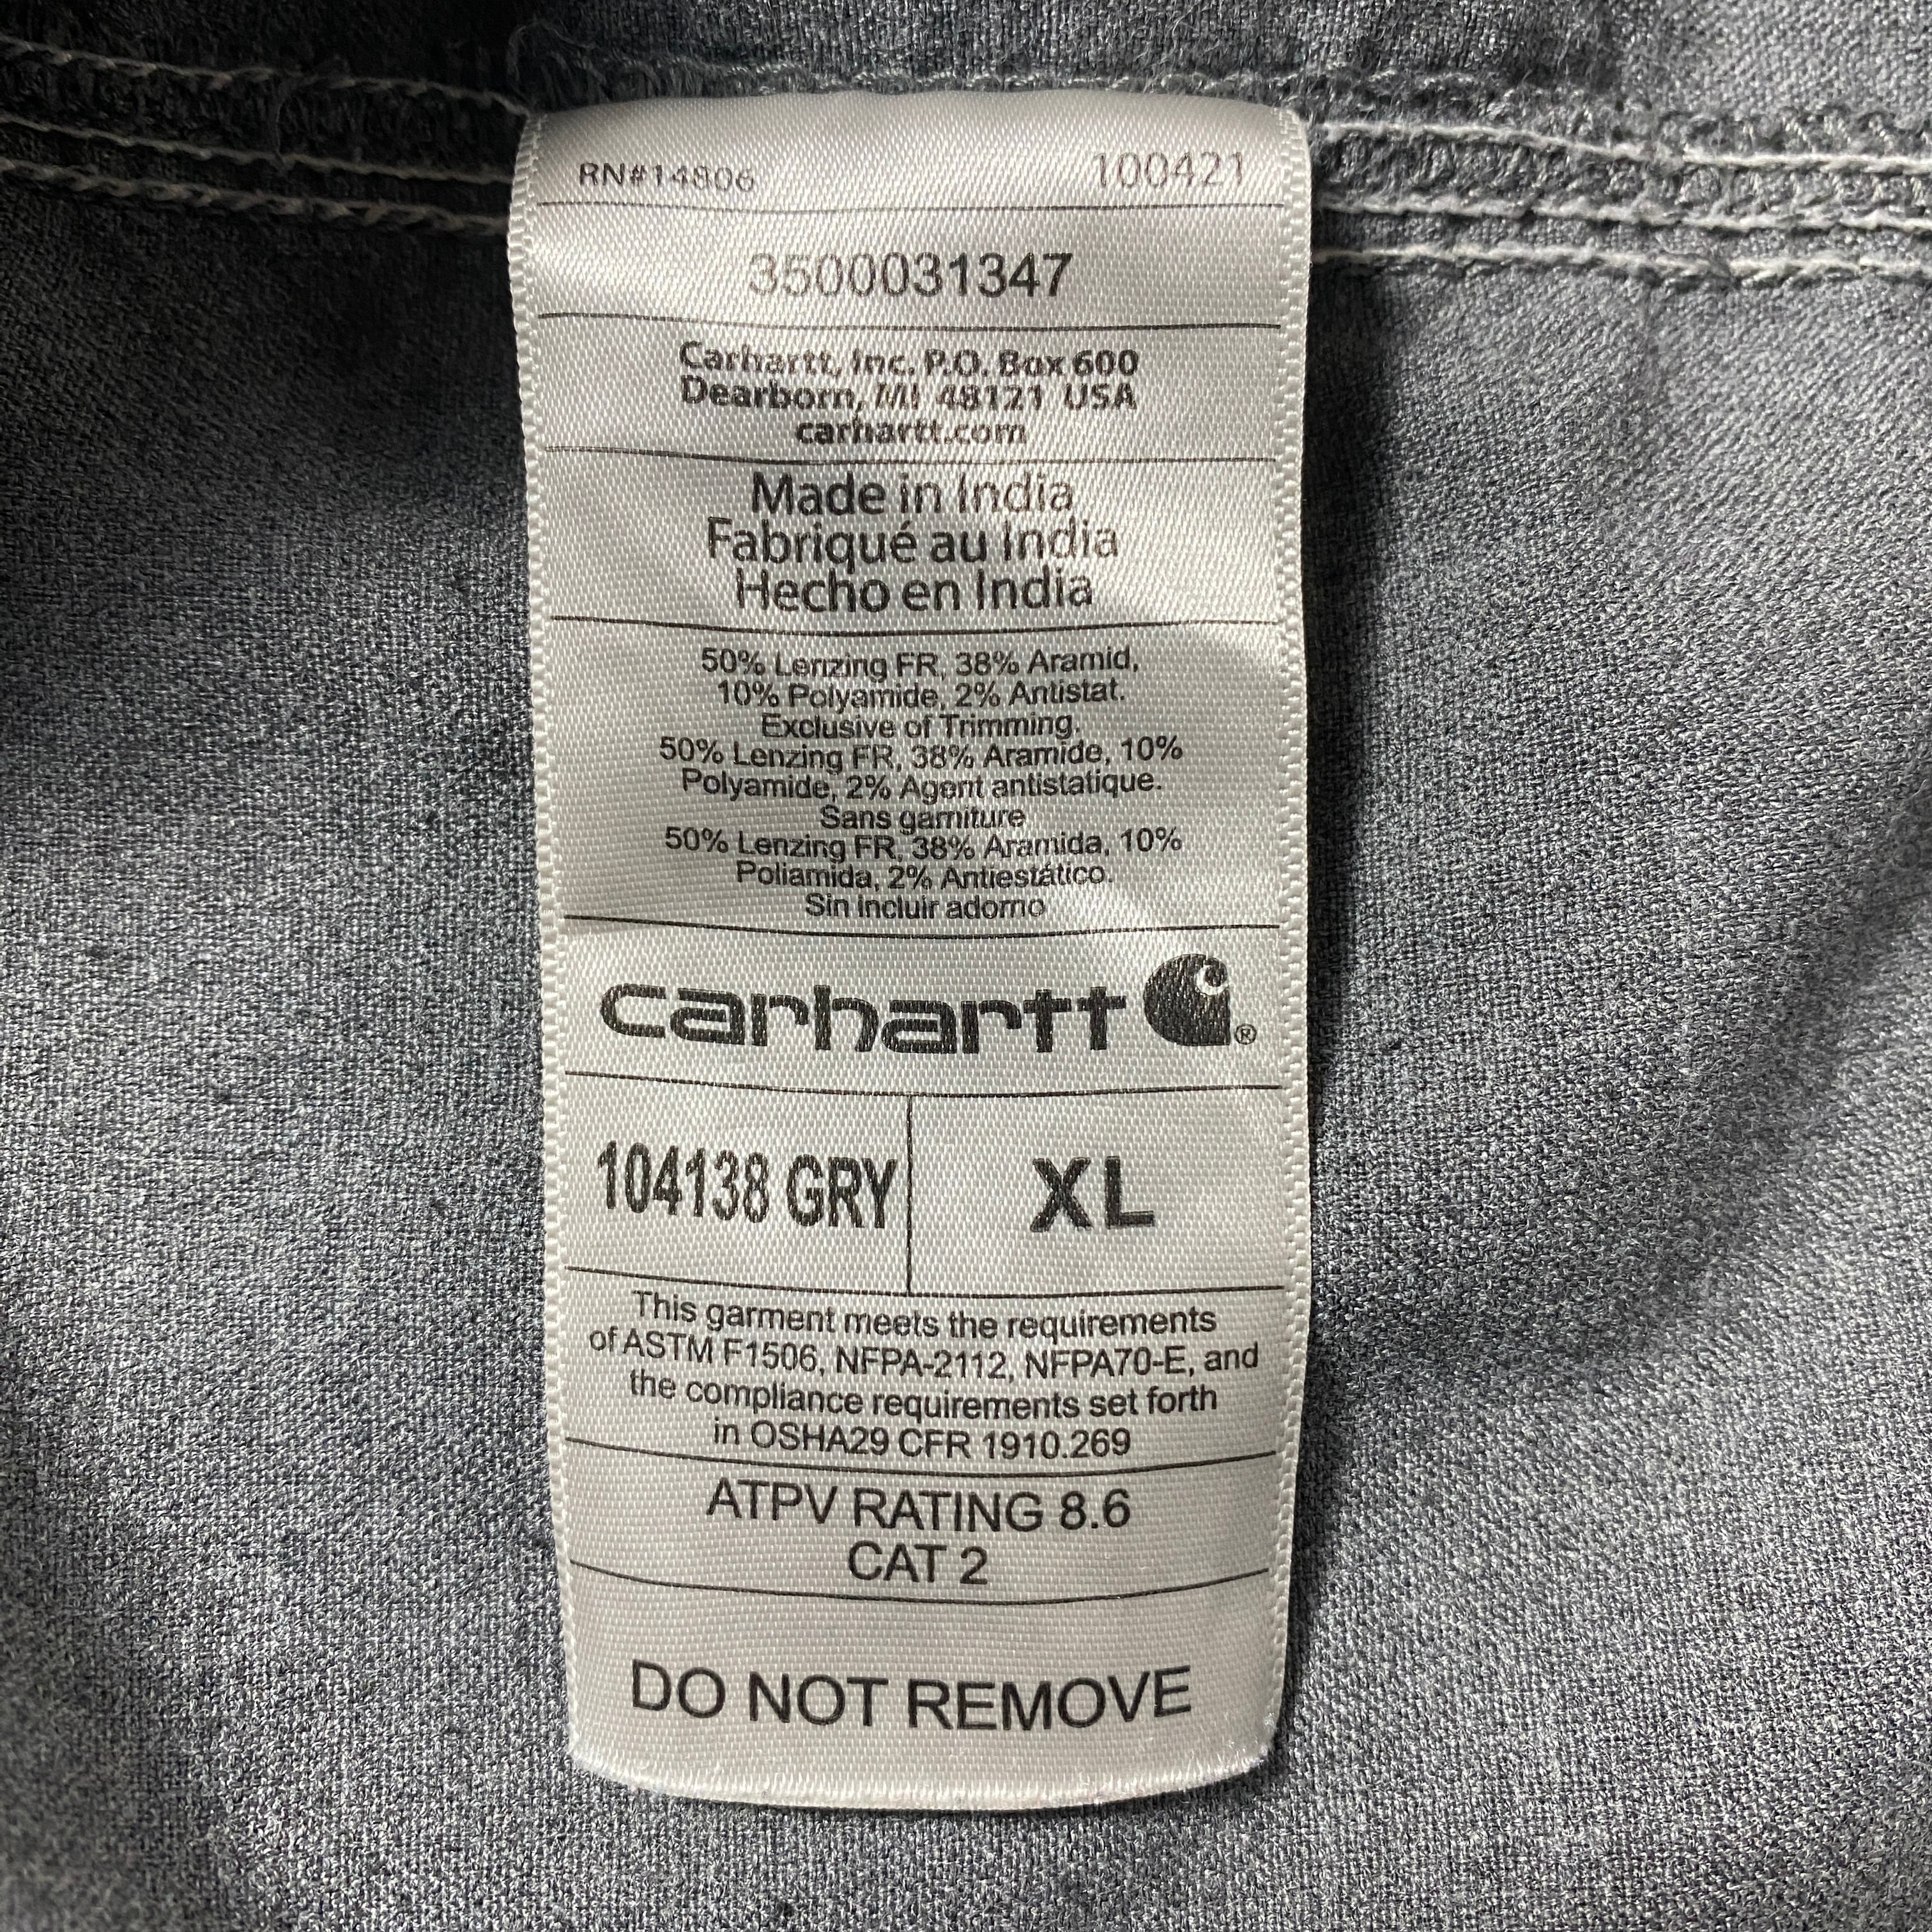 RN#14806 100421
3500031347
Carhartt, Inc. P.O. Box 600
Dearborn, MI 48121 USA
carhartt.com
Made in India
Fabriqué au India
Hecho en India
50% Lenzing FR, 38% Aramid,
10% Polyamide, 2% Antistat.
Exclusive of Trimming.
50% Lenzing FR, 38% Aramide, 10%
Polyamide, 2% Agent antistatique.
Sans garniture
50% Lenzing FR, 38% Aramida, 10%
Poliamida, 2% Antiestático.
Sin incluir adorno
carhartt ®
104138 GRY XL
This garment meets the requirements
of ASTM F1506, NFPA-2112, NFPA70-E, and
the compliance requirements set forth
in OSHA29 CFR 1910.269
ATPV RATING 8.6
CAT 2
DO NOT REMOVE